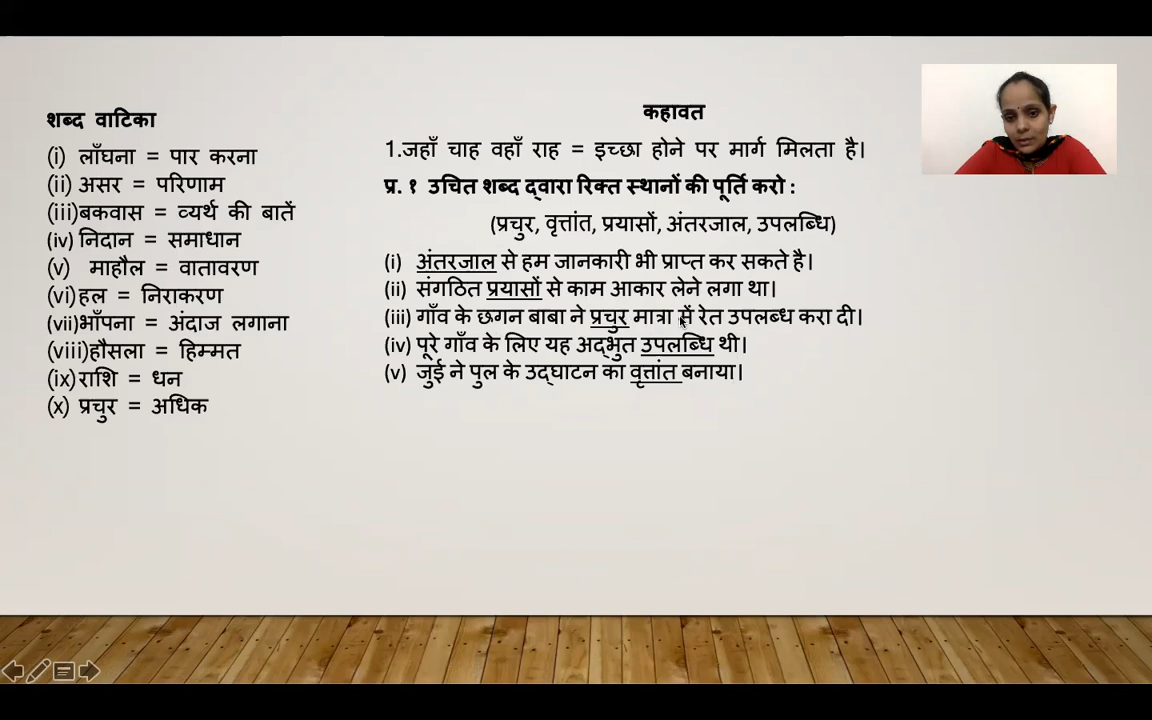 शब्द वाटिका
(i) लाँघना = पार करना
(ii) असर = परिणाम
(iii)बकवास = व्यर्थ की बातें
(iv) निदान = समाधान
(v) माहौल = वातावरण
(vi)हल = निराकरण
(vii)भाँपना = अंदाज लगाना
(viii)हौसला = हिम्मत
(ix)राशि = धन
(x) प्रचुर = अधिक
कहावत
1.जहाँ चाह वहाँ राह = इच्छा होने पर मार्ग मिलता है।
प्र. १ उचित शब्द द्वारा रिक्त स्थानों की पूर्ति करो :
(प्रचुर, वृत्तांत, प्रयासों, अंतरजाल, उपलब्धि)
(i) अंतरजाल से हम जानकारी भी प्राप्त कर सकते है।
(ii) संगठित प्रयासों से काम आकार लेने लगा था।
(iii) गाँव के छगन बाबा ने प्रचुर मात्रा में रेत उपलब्ध करा दी।
(iv) पूरे गाँव के लिए यह अद्भुत उपलब्धि थी।
(v) जुई ने पुल के उद्घाटन का वृत्तांत बनाया।